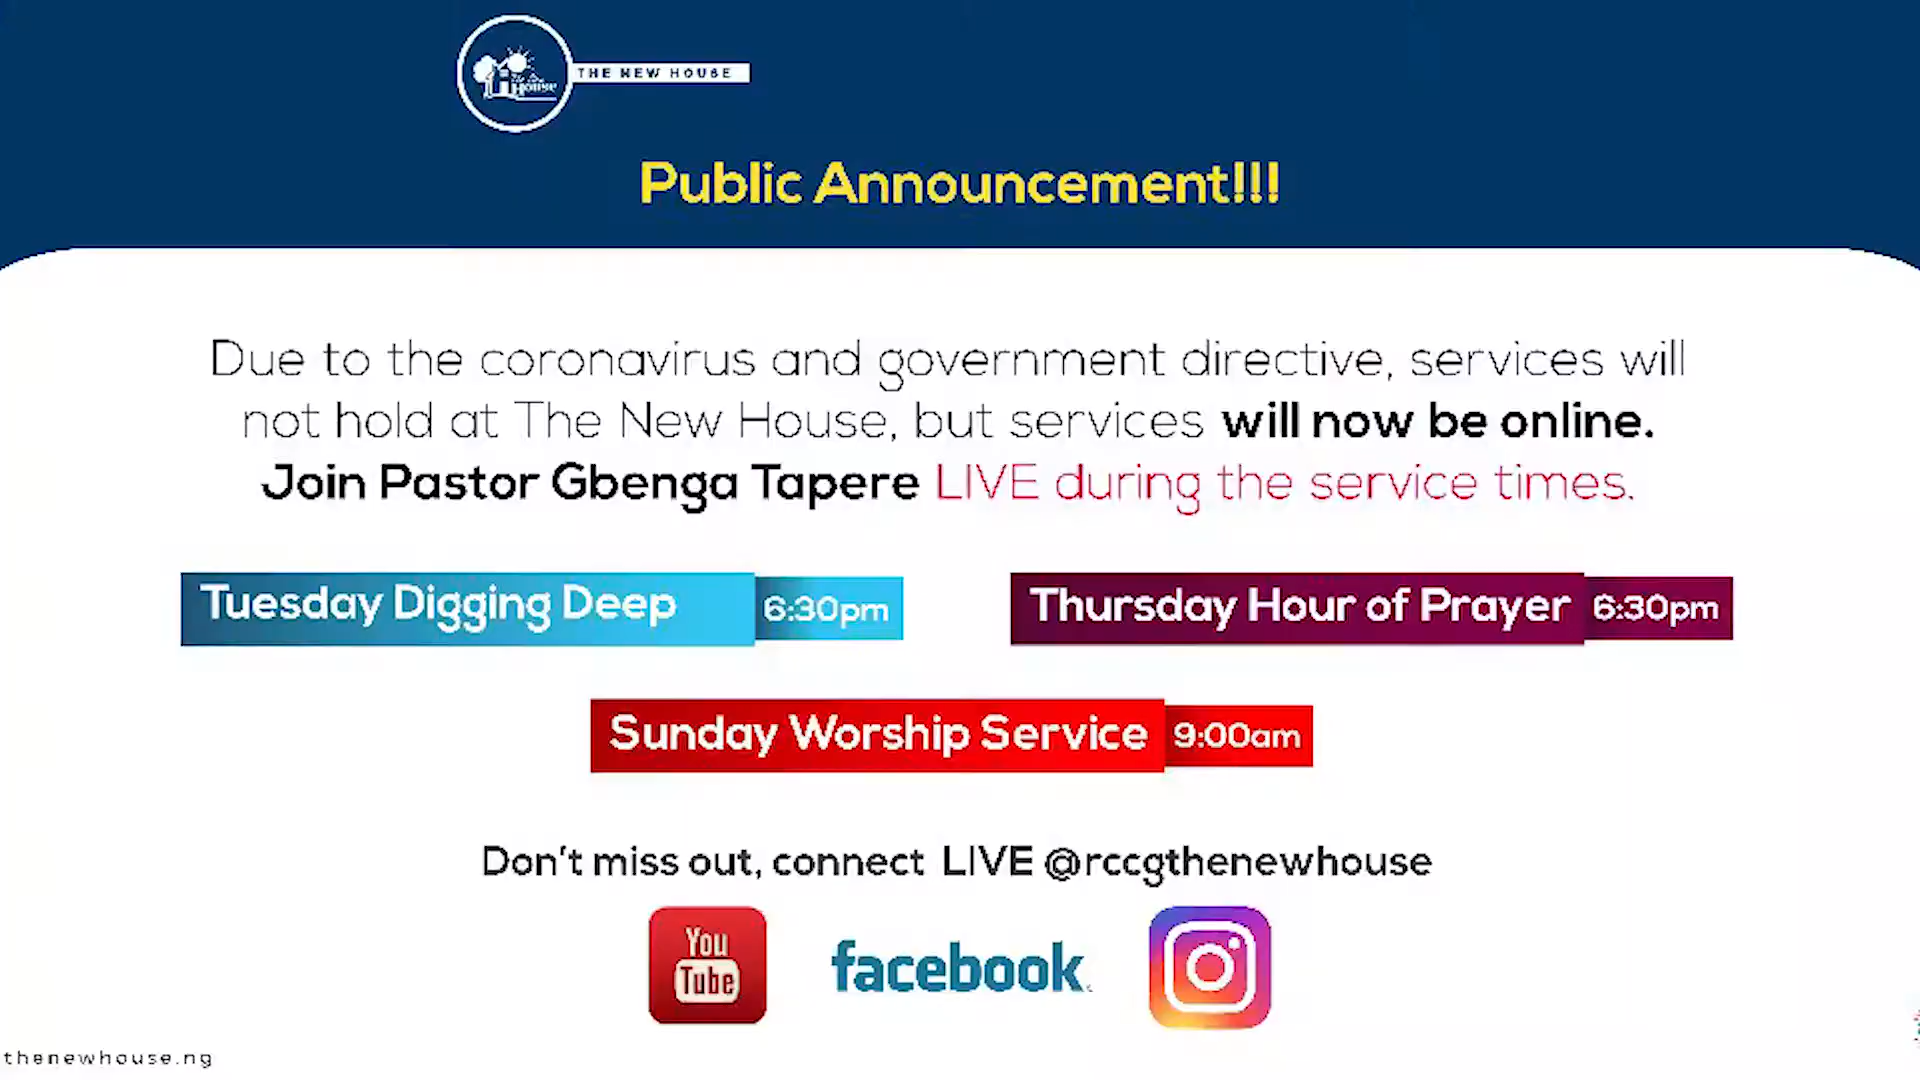 House
THE NEW HOUSE
Public Announcement!!!
Due to the coronavirus and government directive, services will
not hold at The New House, but services will now be online.
Join Pastor Gbenga Tapere LIVE during the service times.
Tuesday Digging Deep 6:30pm
Thursday Hour of Prayer 6:30pm
Sunday Worship Service 9:00am
Don't miss out, connect LIVE @rccgthenewhouse
You
Tube
facebook
thenewhouse.ng